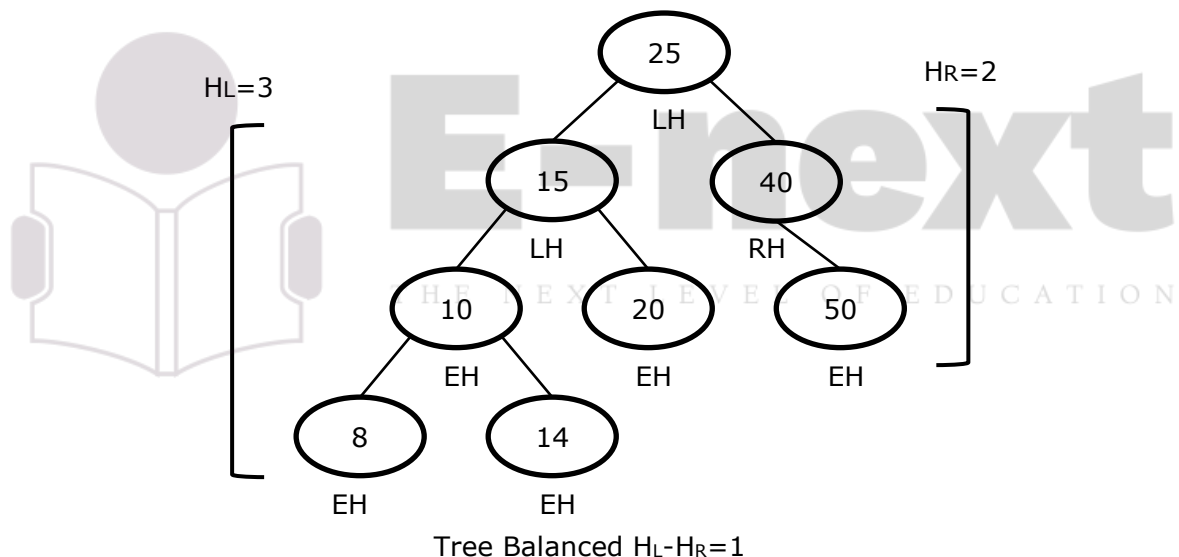 25
HL=3
HR=2
E-next
LH
15
40
LH
RH
10
20
50
THE NEXT LEVEL OF EDUCATION
EH
EH
EH
8
14
EH
EH
Tree Balanced HL-HR=1